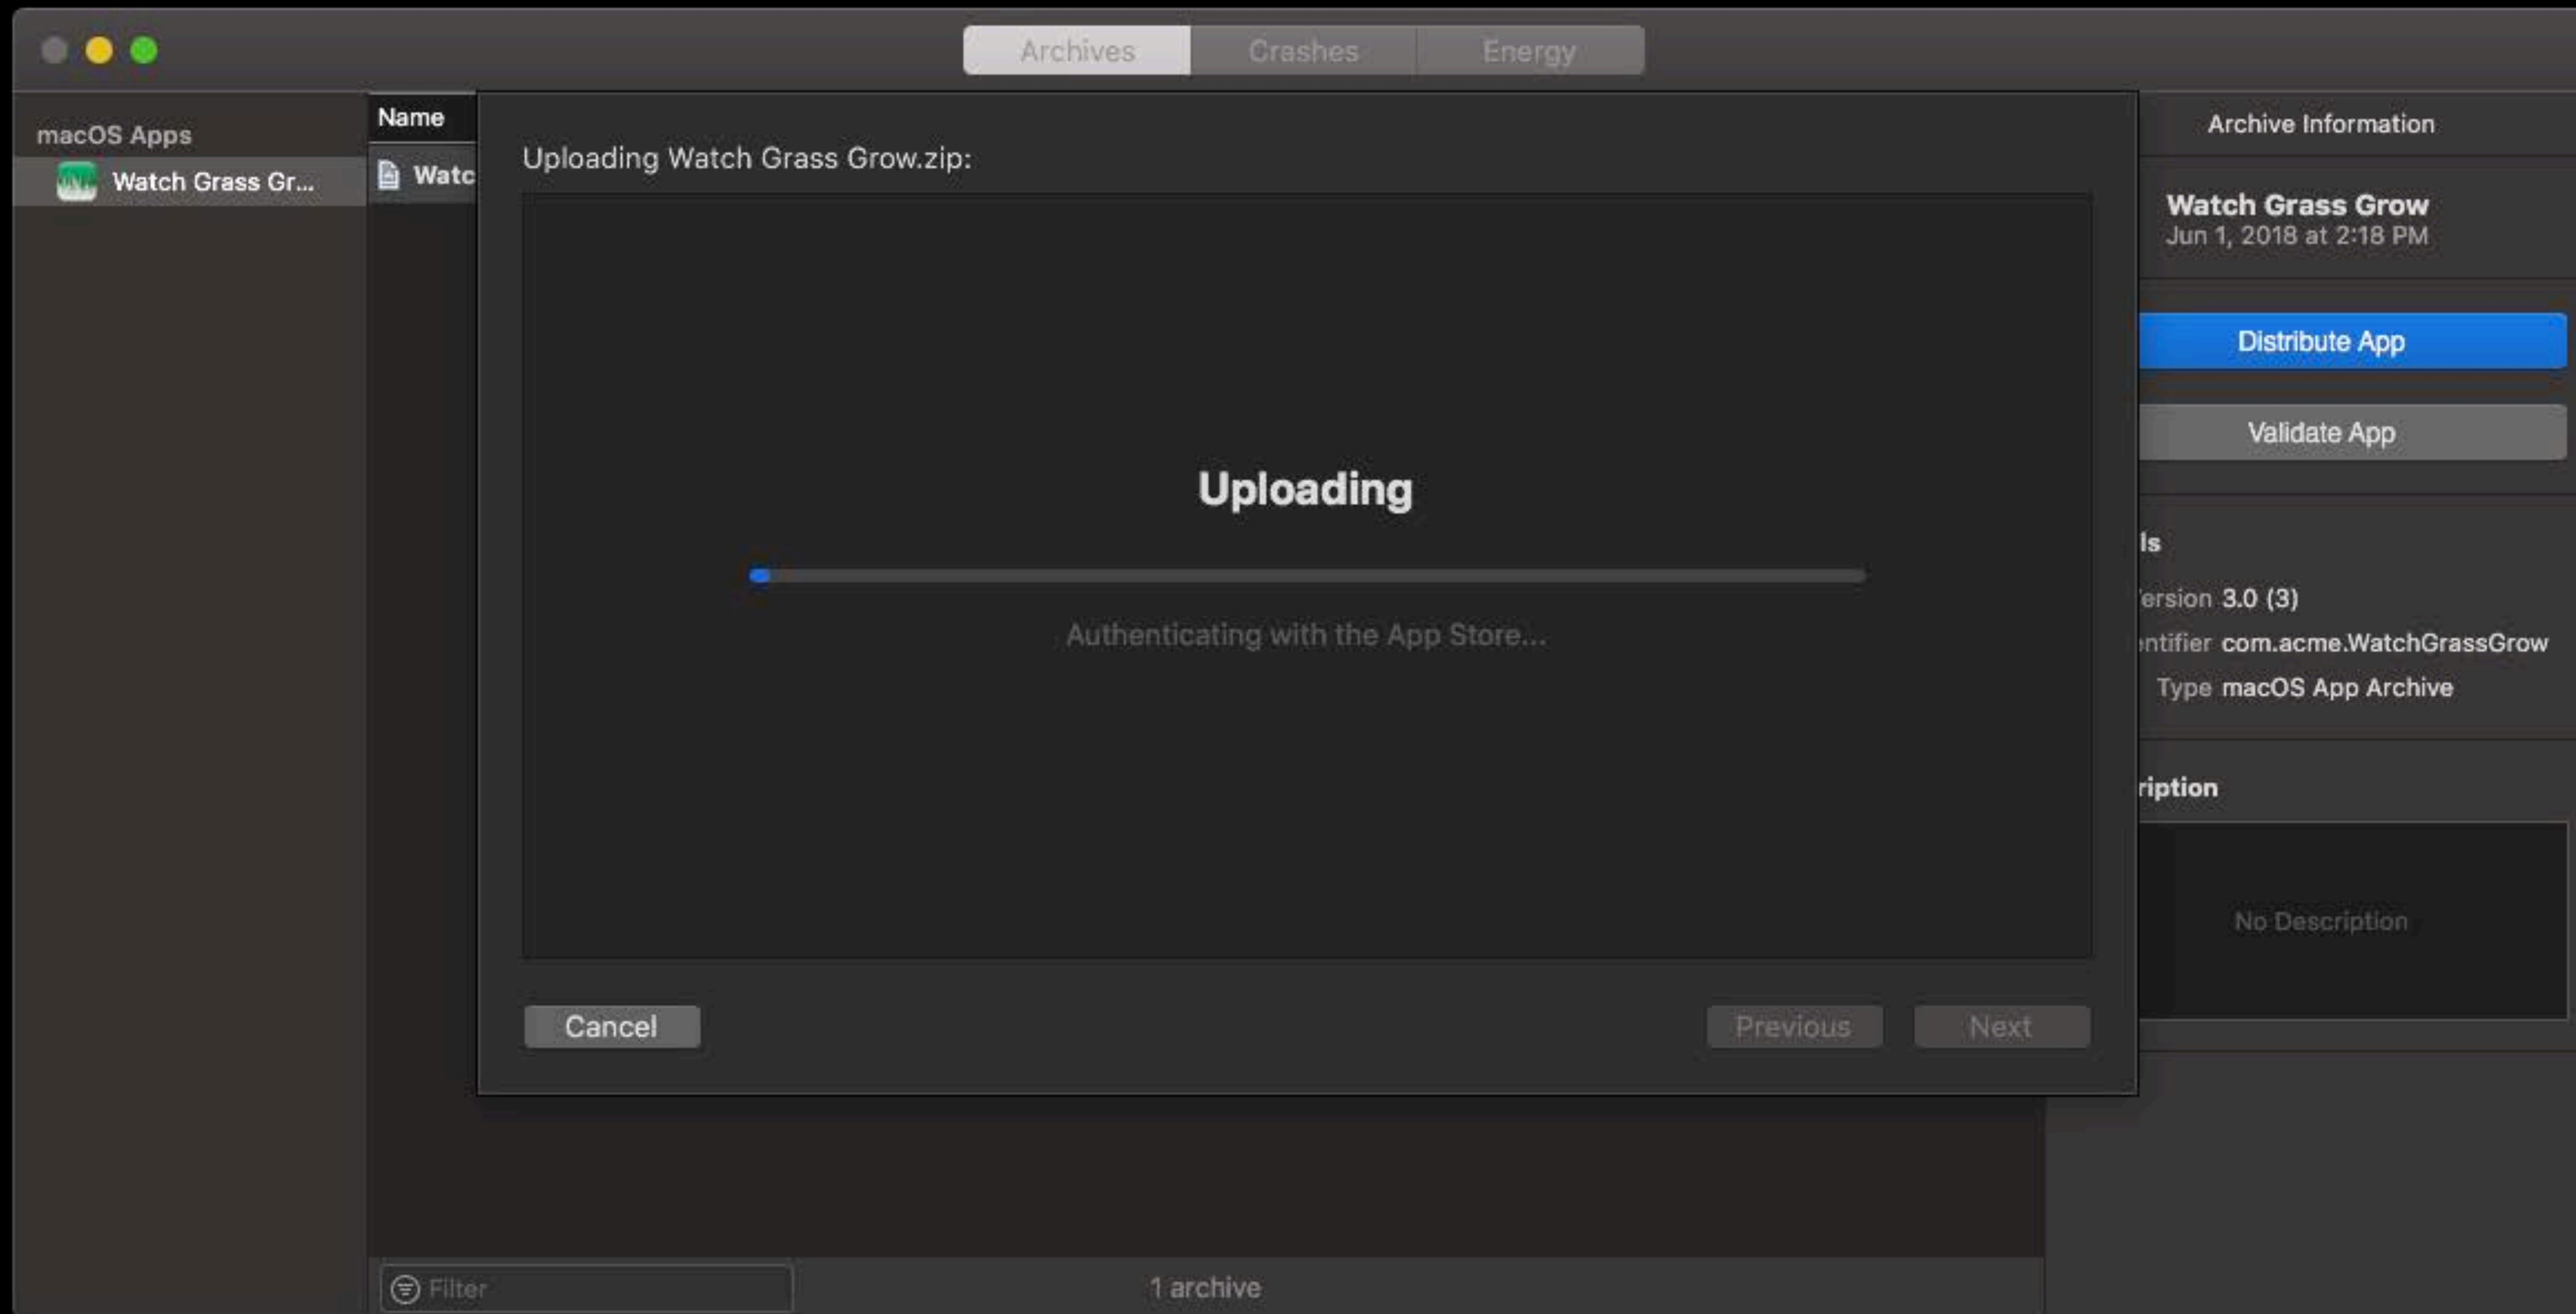 Archives
Crashes
Energy
macOS Apps
Watch Grass Gr...
Name
Watc
Uploading Watch Grass Grow.zip:
Uploading
Authenticating with the App Store...
Cancel
Previous
Next
Archive Information
Watch Grass Grow
Jun 1, 2018 at 2:18 PM
Distribute App
Validate App
ls
ersion 3.0 (3)
entifier com.acme.WatchGrassGrow
Type macOS App Archive
ription
No Description
Filter
1 archive